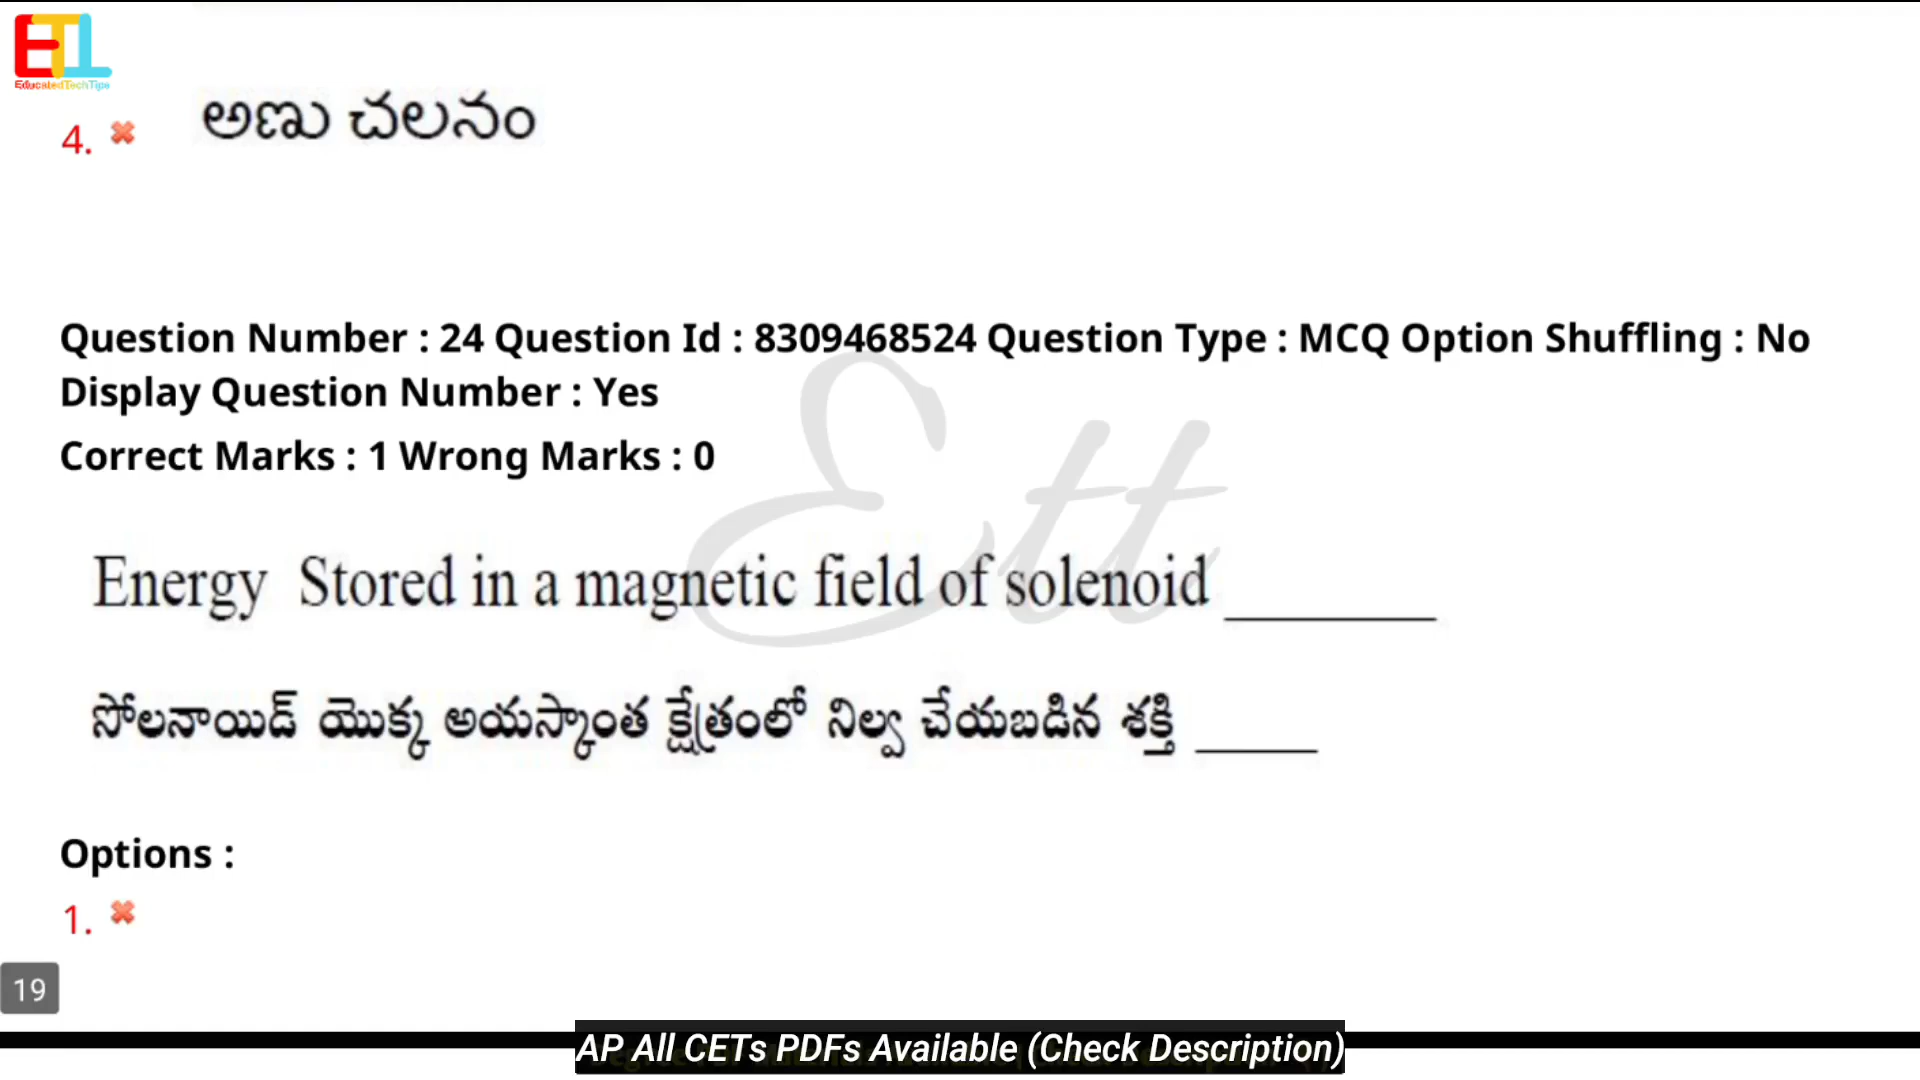 EducatedTechTips
4. అణు చలనం
Question Number : 24 Question Id : 8309468524 Question Type : MCQ Option Shuffling : No
Display Question Number : Yes
Correct Marks : 1 Wrong Marks : 0
Ett
Energy Stored in a magnetic field of solenoid ________
సోలనాయిడ్ యొక్క అయస్కాంత క్షేత్రంలో నిల్వ చేయబడిన శక్తి _____
Options :
1.
19
AP All CETs PDFs Available (Check Description)